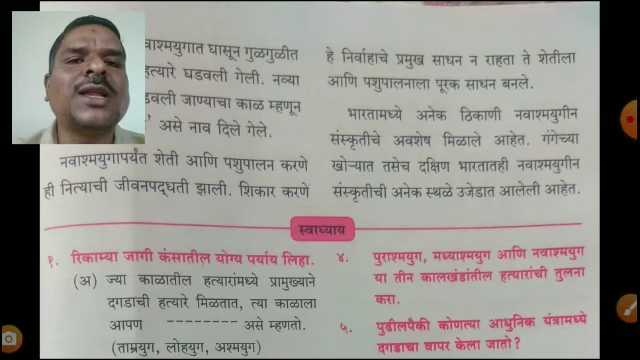 वाश्मयुगात घासून गुळगुळीत
हत्यारे घडवली गेली. नव्या
डवली जाण्याचा काळ म्हणून
' असे नाव दिले गेले.
नवाश्मयुगापर्यंत शेती आणि पशुपालन करणे
ही नित्याची जीवनपद्धती झाली. शिकार करणे
हे निर्वाहाचे प्रमुख साधन न राहता ते शेतीला
आणि पशुपालनाला पूरक साधन बनले.
भारतामध्ये अनेक ठिकाणी नवाश्मयुगीन
संस्कृतीचे अवशेष मिळाले आहेत. गंगेच्या
खोऱ्यात तसेच दक्षिण भारतातही नवाश्मयुगीन
संस्कृतीची अनेक स्थळे उजेडात आलेली आहेत.
स्वाध्याय
१. रिकाम्या जागी कंसातील योग्य पर्याय लिहा.
(अ) ज्या काळातील हत्यारांमध्ये प्रामुख्याने
दगडाची हत्यारे मिळतात, त्या काळाला
आपण -------- असे म्हणतो.
(ताम्रयुग, लोहयुग, अश्मयुग)
४. पुराश्मयुग, मध्याश्मयुग आणि नवाश्मयुग
या तीन कालखंडांतील हत्यारांची तुलना
करा.
५. पुढीलपैकी कोणत्या आधुनिक यंत्रामध्ये
दगडाचा वापर केला जातो?